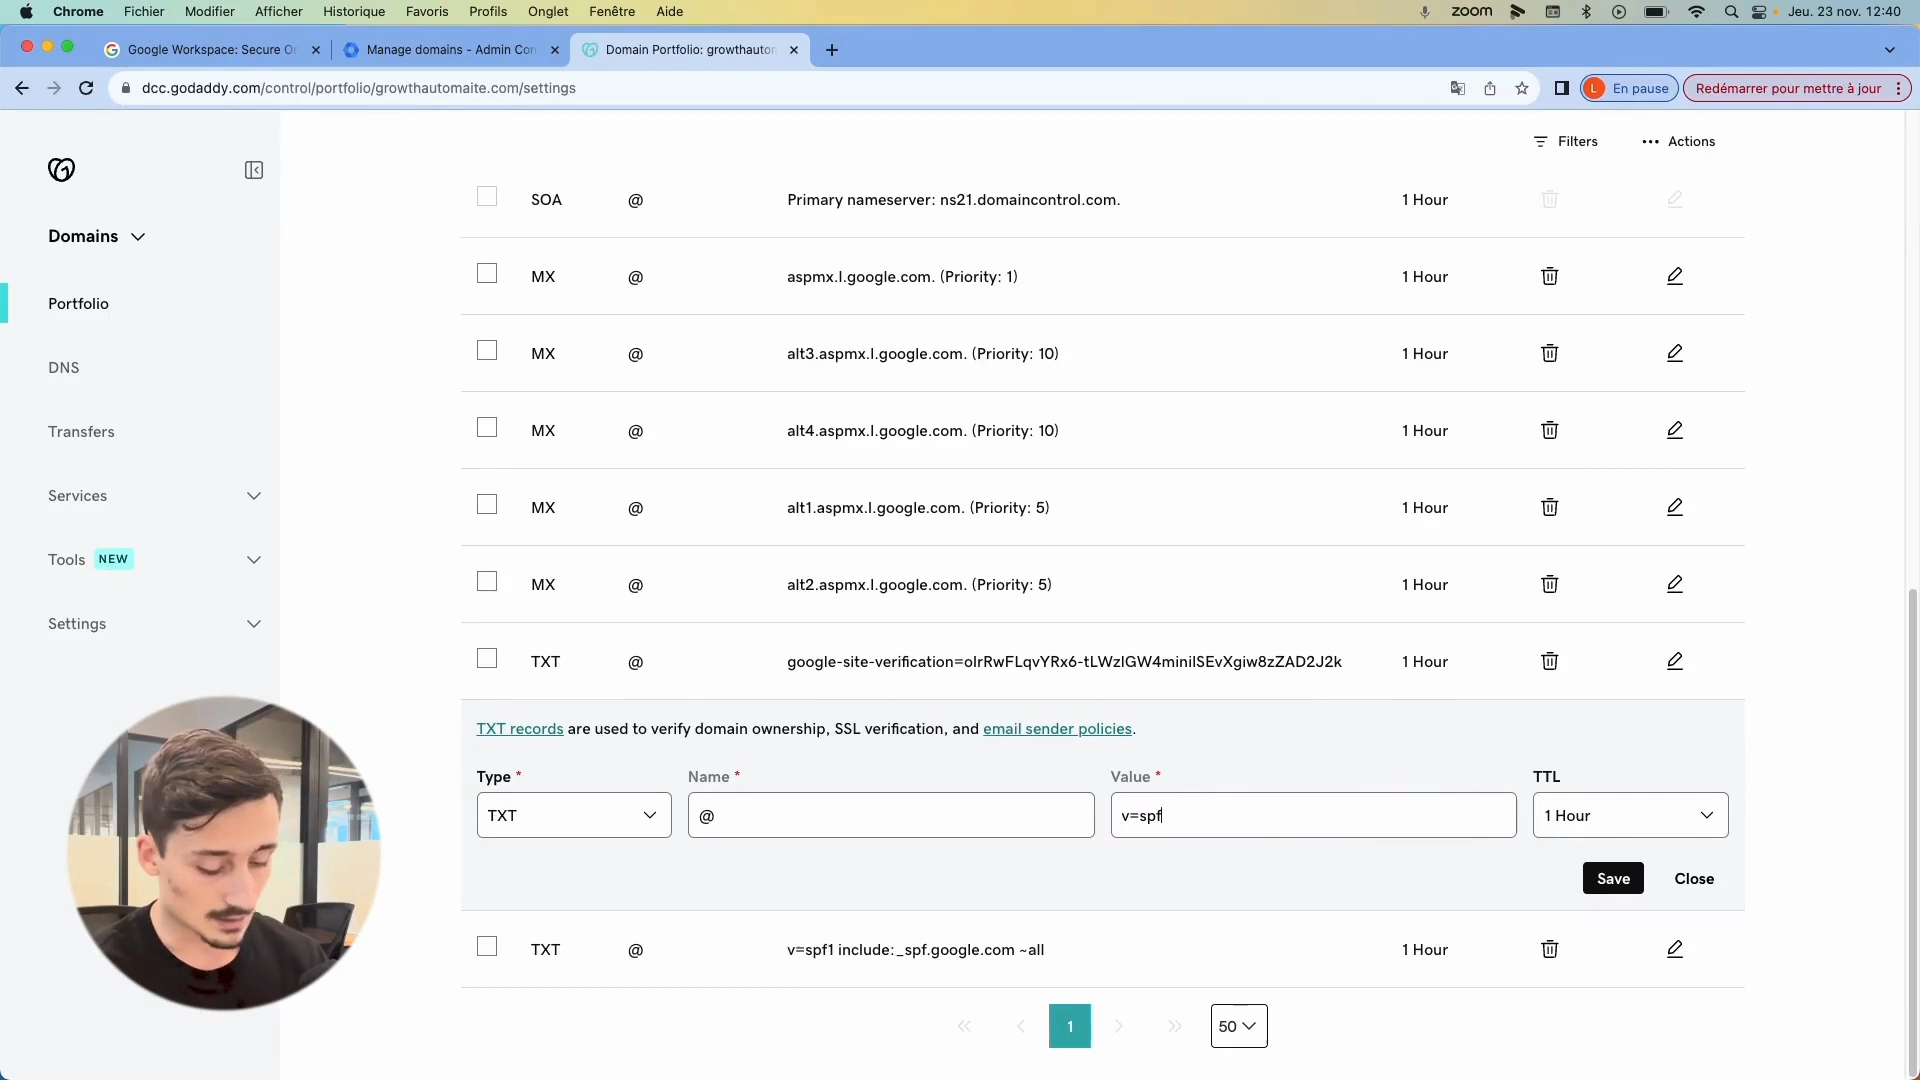 Chrome Fichier Modifier Afficher Historique Favoris Profils Onglet Fenêtre Aide zoom Jeu. 23 nov. 12:40
Google Workspace: Secure O Manage domains - Admin Con Domain Portfolio: growthauton
dcc.godaddy.com/control/portfolio/growthautomaite.com/settings L En pause Redémarrer pour mettre à jour
Filters Actions
Domains
Portfolio
DNS
Transfers
Services
Tools NEW
Settings
SOA @ Primary nameserver: ns21.domaincontrol.com. 1 Hour
MX @ aspmx.l.google.com. (Priority: 1) 1 Hour
MX @ alt3.aspmx.l.google.com. (Priority: 10) 1 Hour
MX @ alt4.aspmx.l.google.com. (Priority: 10) 1 Hour
MX @ alt1.aspmx.l.google.com. (Priority: 5) 1 Hour
MX @ alt2.aspmx.l.google.com. (Priority: 5) 1 Hour
TXT @ google-site-verification=olrRwFLqvYRx6-tLWzlGW4minilSEvXgiw8zZAD2J2k 1 Hour
TXT records are used to verify domain ownership, SSL verification, and email sender policies.
Type * Name * Value * TTL
TXT @ v=spf 1 Hour
Save Close
TXT @ v=spf1 include:_spf.google.com ~all 1 Hour
1 50